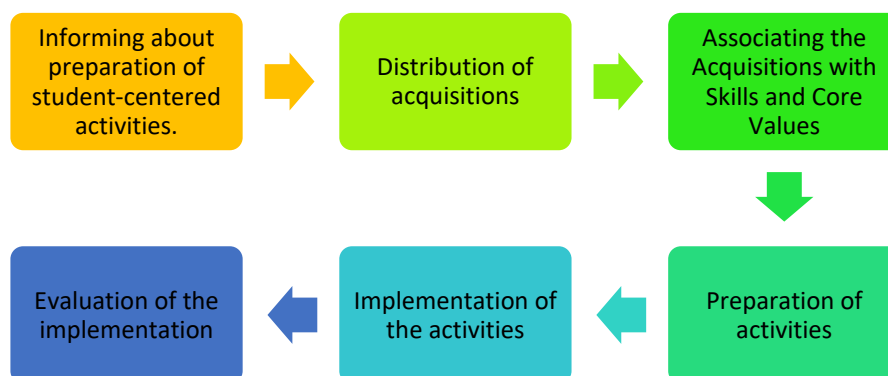 Informing about
preparation of
student-centered
activities.
Distribution of
acquisitions
Associating the
Acquisitions with
Skills and Core
Values
Preparation of
activities
Implementation of
the activities
Evaluation of the
implementation